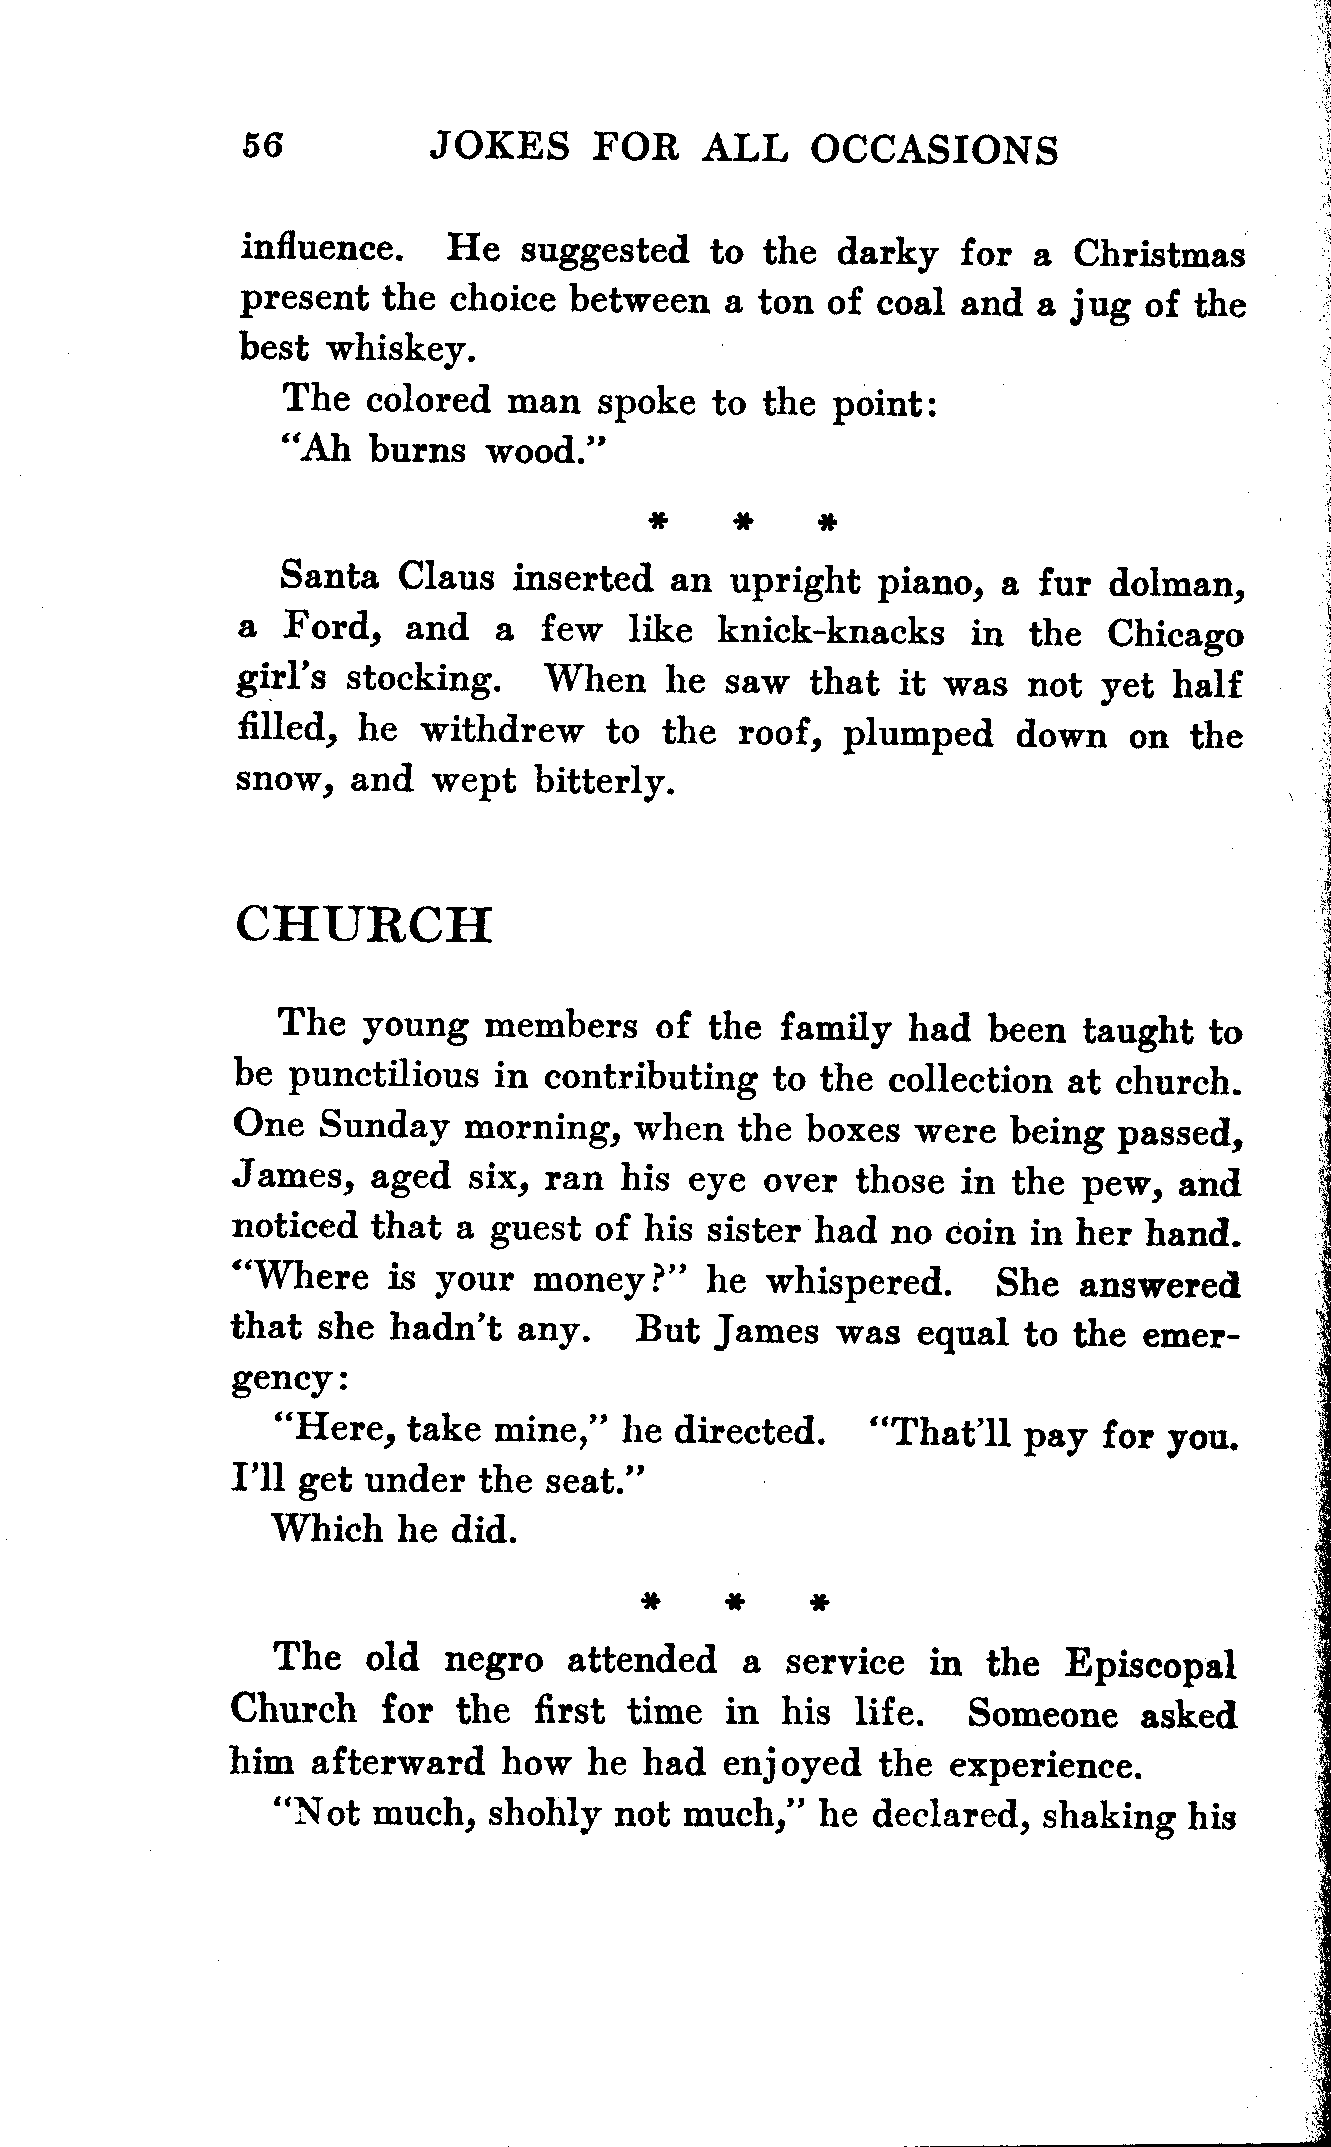 56 JOKES FOR ALL OCCASIONS
influence. He suggested to the darky for a Christmas
present the choice between a ton of coal and a jug of the
best whiskey.
The colored man spoke to the point:
"Ah burns wood."
* * *
Santa Claus inserted an upright piano, a fur dolman,
a Ford, and a few like knick-knacks in the Chicago
girl's stocking. When he saw that it was not yet half
filled, he withdrew to the roof, plumped down on the
snow, and wept bitterly.
CHURCH
The young members of the family had been taught to
be punctilious in contributing to the collection at church.
One Sunday morning, when the boxes were being passed,
James, aged six, ran his eye over those in the pew, and
noticed that a guest of his sister had no coin in her hand.
"Where is your money?" he whispered. She answered
that she hadn't any. But James was equal to the emer-
gency:
"Here, take mine," he directed. "That'll pay for you.
I'll get under the seat."
Which he did.
* * *
The old negro attended a service in the Episcopal
Church for the first time in his life. Someone asked
him afterward how he had enjoyed the experience.
"Not much, shohly not much," he declared, shaking his